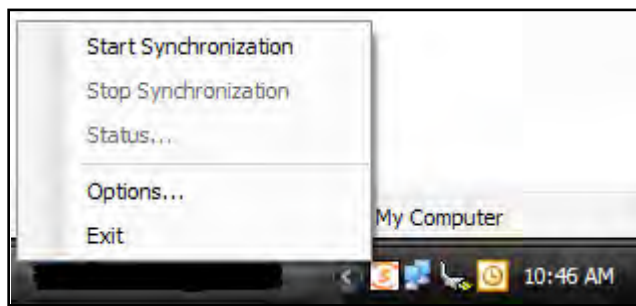 Start Synchronization
Stop Synchronization
Status...
Options...
Exit
My Computer
10:46 AM